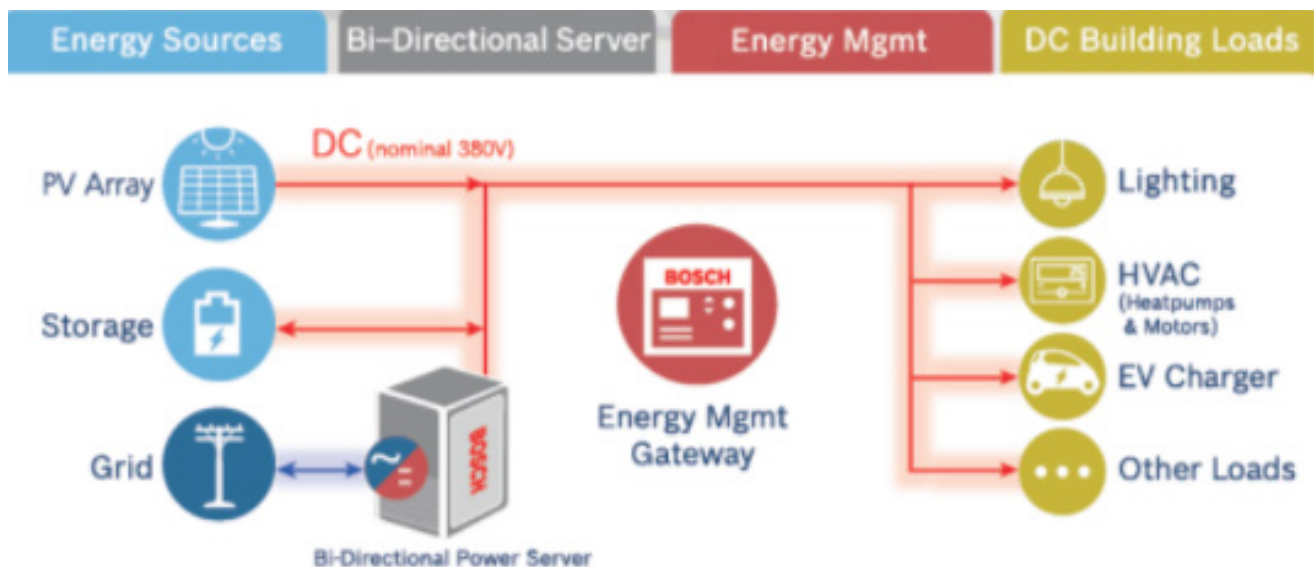 Energy Sources
Bi-Directional Server
Energy Mgmt
DC Building Loads
DC (nominal 380V)
PV Array
Lighting
BOSCH
HVAC
(Heatpumps
& Motors)
Storage
EV Charger
Energy Mgmt
Gateway
Grid
BOSCH
Other Loads
Bi-Directional Power Server